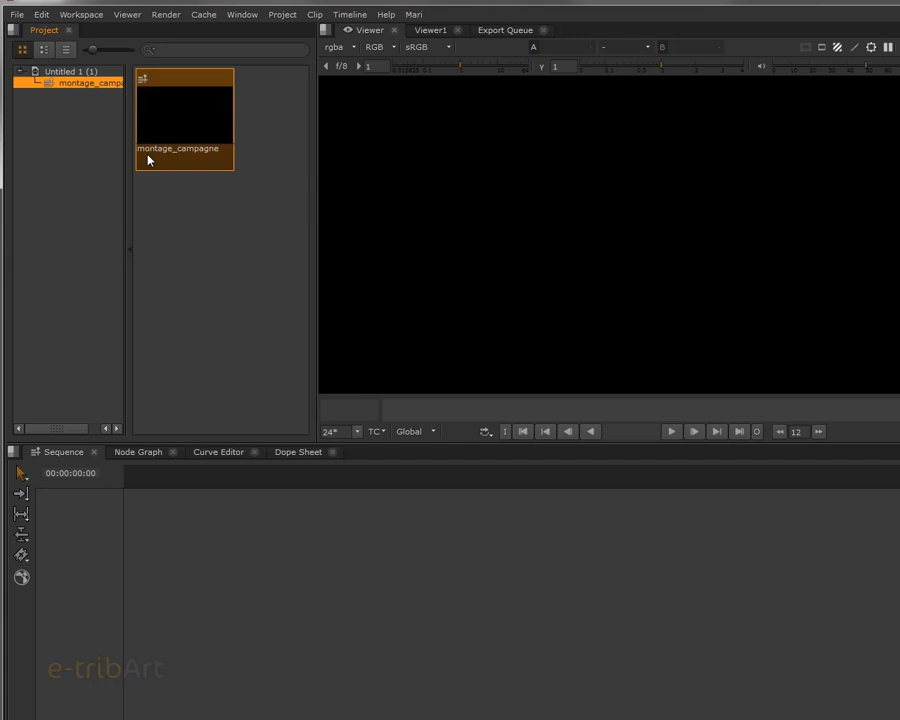 File Edit Workspace Viewer Render Cache Window Project Clip Timeline Help Mari
Project
Viewer Viewer1 Export Queue
rgba RGB sRGB A - B
f/8 1 Y 1
Untitled 1 (1)
montage_campa
montage_campagne
24* TC Global I O 12
Sequence Node Graph Curve Editor Dope Sheet
00:00:00:00
e-tribArt